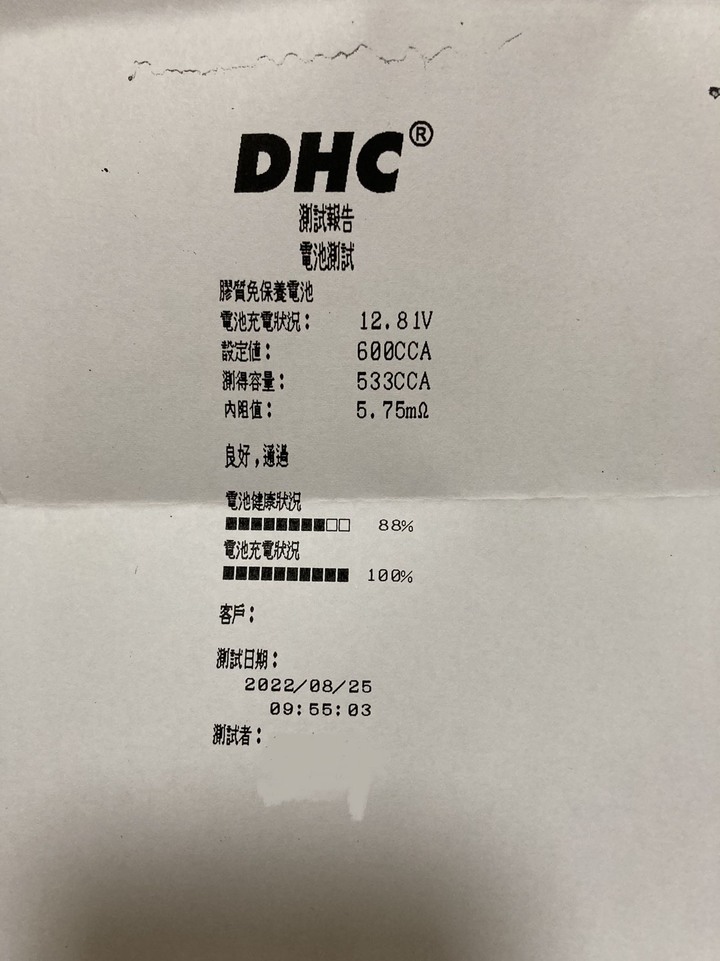 DHC®
測試報告
電池測試
膠質免保養電池
電池充電狀況： 12.81V
設定值： 600CCA
測得容量： 533CCA
內阻值： 5.75mΩ
良好，通過
電池健康狀況
88%
電池充電狀況
100%
客戶：
測試日期：
2022/08/25
09:55:03
測試者：